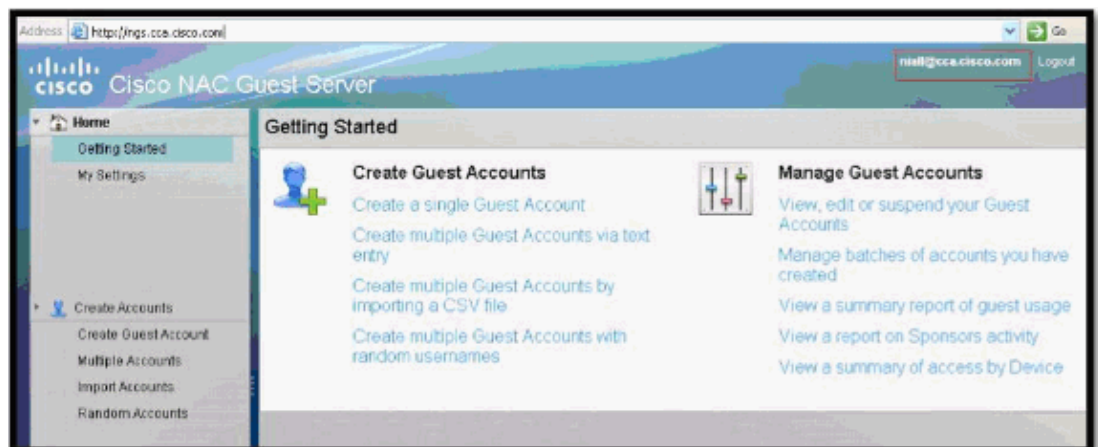 Address http://ngs.cca.cisco.com/ Go
CISCO Cisco NAC Guest Server
niall@cca.cisco.com Logout
Home
Getting Started
My Settings
Create Accounts
Create Guest Account
Multiple Accounts
Import Accounts
Random Accounts
Getting Started
Create Guest Accounts
Create a single Guest Account
Create multiple Guest Accounts via text
entry
Create multiple Guest Accounts by
importing a CSV file
Create multiple Guest Accounts with
random usernames
Manage Guest Accounts
View, edit or suspend your Guest
Accounts
Manage batches of accounts you have
created
View a summary report of guest usage
View a report on Sponsors activity
View a summary of access by Device